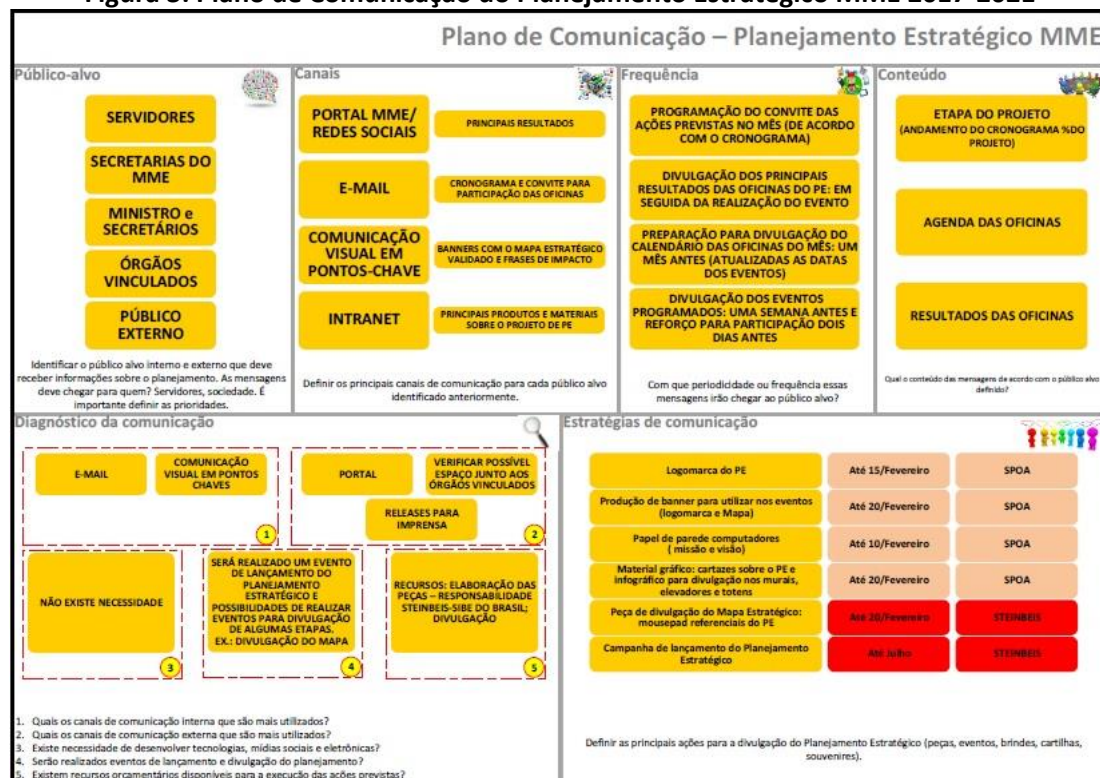 Figura 3: Plano de Comunicação do Planejamento Estratégico MME 2017-2021
Plano de Comunicação – Planejamento Estratégico MME
Público-alvo
SERVIDORES
SECRETARIAS DO
MME
MINISTRO e
SECRETÁRIOS
ÓRGÃOS
VINCULADOS
PÚBLICO
EXTERNO
Identificar o público alvo interno e externo que deve
receber informações sobre o planejamento. As mensagens
deve chegar para quem? Servidores, sociedade. É
importante definir as prioridades.
Canais
PORTAL MME/
REDES SOCIAIS
PRINCIPAIS RESULTADOS
E-MAIL
CRONOGRAMA E CONVITE PARA
PARTICIPAÇÃO DAS OFICINAS
COMUNICAÇÃO
VISUAL EM
PONTOS-CHAVE
BANNERS COM O MAPA ESTRATÉGICO
VALIDADO E FRASES DE IMPACTO
INTRANET
PRINCIPAIS PRODUTOS E MATERIAIS
SOBRE O PROJETO DE PE
Definir os principais canais de comunicação para cada público alvo
identificado anteriormente.
Frequência
PROGRAMAÇÃO DO CONVITE DAS
AÇÕES PREVISTAS NO MÊS (DE ACORDO
COM O CRONOGRAMA)
DIVULGAÇÃO DOS PRINCIPAIS
RESULTADOS DAS OFICINAS DO PE: EM
SEGUIDA DA REALIZAÇÃO DO EVENTO
PREPARAÇÃO PARA DIVULGAÇÃO DO
CALENDÁRIO DAS OFICINAS DO MÊS: UM
MÊS ANTES (ATUALIZADAS AS DATAS
DOS EVENTOS)
DIVULGAÇÃO DOS EVENTOS
PROGRAMADOS: UMA SEMANA ANTES E
REFORÇO PARA PARTICIPAÇÃO DOIS
DIAS ANTES
Com que periodicidade ou frequência essas
mensagens irão chegar ao público alvo?
Conteúdo
ETAPA DO PROJETO
(ANDAMENTO DO CRONOGRAMA %DO
PROJETO)
AGENDA DAS OFICINAS
RESULTADOS DAS OFICINAS
Qual o conteúdo das mensagens de acordo com o público alvo
definido?
Diagnóstico da comunicação
E-MAIL
COMUNICAÇÃO
VISUAL EM PONTOS
CHAVES
1
PORTAL
VERIFICAR POSSÍVEL
ESPAÇO JUNTO AOS
ÓRGÃOS VINCULADOS
RELEASES PARA
IMPRENSA
2
NÃO EXISTE NECESSIDADE
3
SERÁ REALIZADO UM EVENTO
DE LANÇAMENTO DO
PLANEJAMENTO
ESTRATÉGICO E
POSSIBILIDADES DE REALIZAR
EVENTOS PARA DIVULGAÇÃO
DE ALGUMAS ETAPAS.
EX.: DIVULGAÇÃO DO MAPA
4
RECURSOS: ELABORAÇÃO DAS
PEÇAS – RESPONSABILIDADE
STEINBEIS-SIBE DO BRASIL;
DIVULGAÇÃO
5
1. Quais os canais de comunicação interna que são mais utilizados?
2. Quais os canais de comunicação externa que são mais utilizados?
3. Existe necessidade de desenvolver tecnologias, mídias sociais e eletrônicas?
4. Serão realizados eventos de lançamento e divulgação do planejamento?
5. Existem recursos orçamentários disponíveis para a execução das ações previstas?
Estratégias de comunicação
Logomarca do PE
Até 15/Fevereiro
SPOA
Produção de banner para utilizar nos eventos
(logomarca e Mapa)
Até 20/Fevereiro
SPOA
Papel de parede computadores
( missão e visão)
Até 10/Fevereiro
SPOA
Material gráfico: cartazes sobre o PE e
infográfico para divulgação nos murais,
elevadores e totens
Até 20/Fevereiro
SPOA
Peça de divulgação do Mapa Estratégico:
mousepad referenciais do PE
Até 20/Fevereiro
STEINBEIS
Campanha de lançamento do Planejamento
Estratégico
Até Julho
STEINBEIS
Definir as principais ações para a divulgação do Planejamento Estratégico (peças, eventos, brindes, cartilhas,
souvenires).